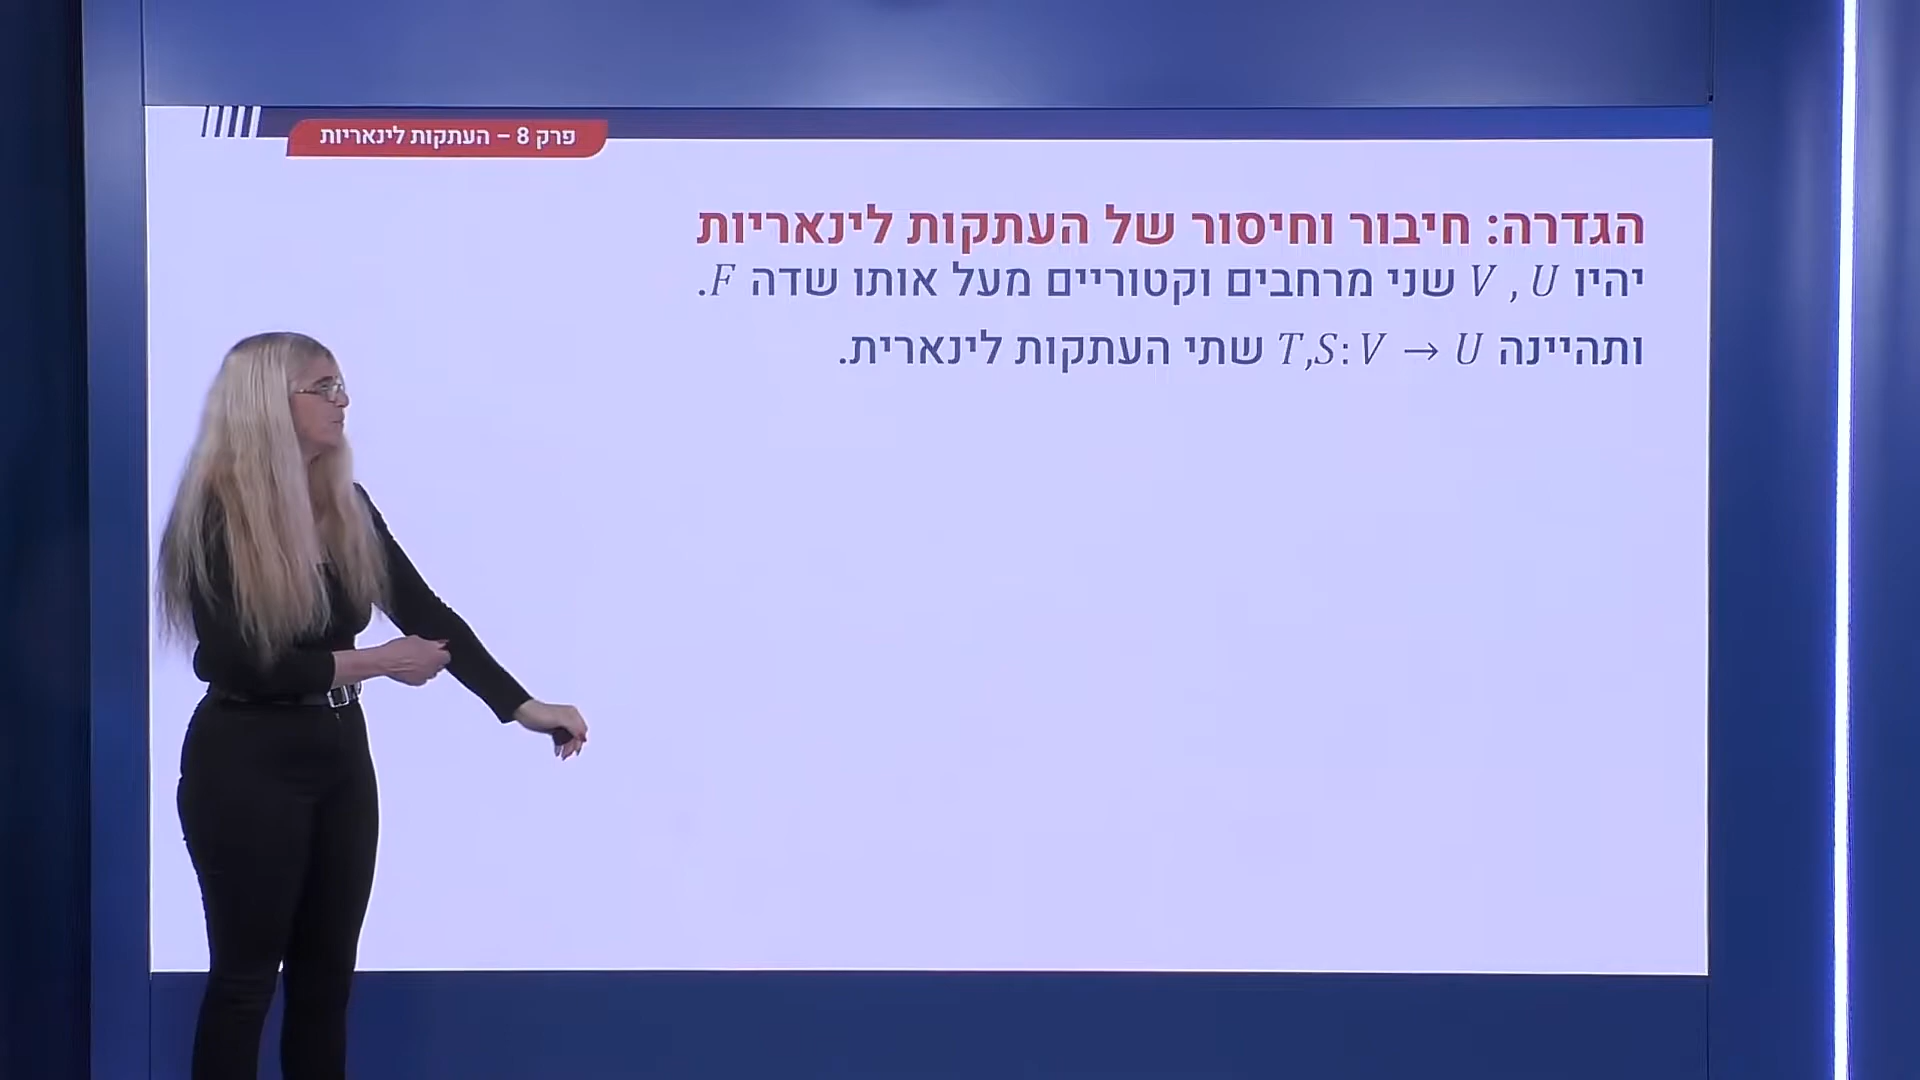 פרק 8 – העתקות לינאריות
הגדרה: חיבור וחיסור של העתקות לינאריות
יהיו V , U שני מרחבים וקטוריים מעל אותו שדה F.
ותהיינה T,S: V → U שתי העתקות לינארית.